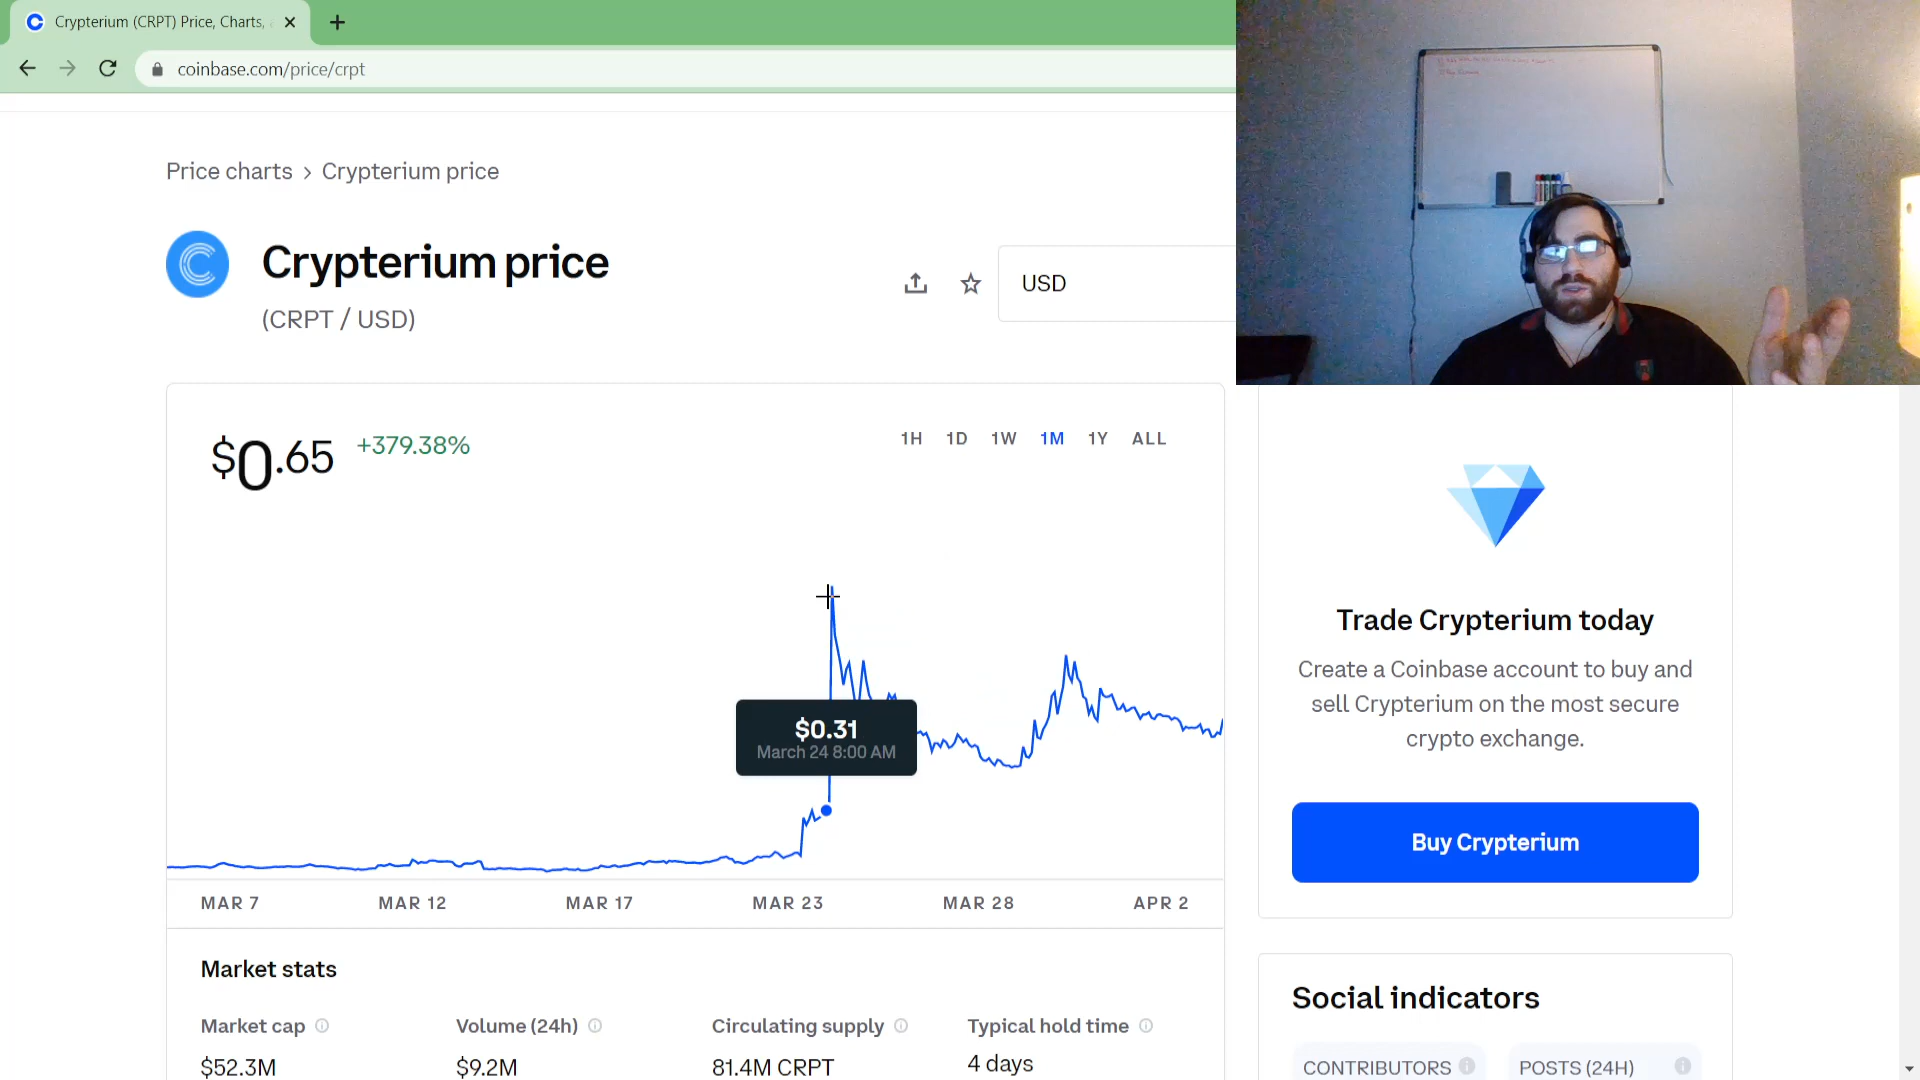 Crypterium (CRPT) Price, Charts,
coinbase.com/price/crpt
Price charts › Crypterium price
Crypterium price
(CRPT / USD)
USD
$0.65 +379.38%
1H 1D 1W 1M 1Y ALL
$0.31
March 24 8:00 AM
MAR 7 MAR 12 MAR 17 MAR 23 MAR 28 APR 2
Market stats
Market cap Volume (24h) Circulating supply Typical hold time
$52.3M $9.2M 81.4M CRPT 4 days
Trade Crypterium today
Create a Coinbase account to buy and
sell Crypterium on the most secure
crypto exchange.
Buy Crypterium
Social indicators
CONTRIBUTORS POSTS (24H)